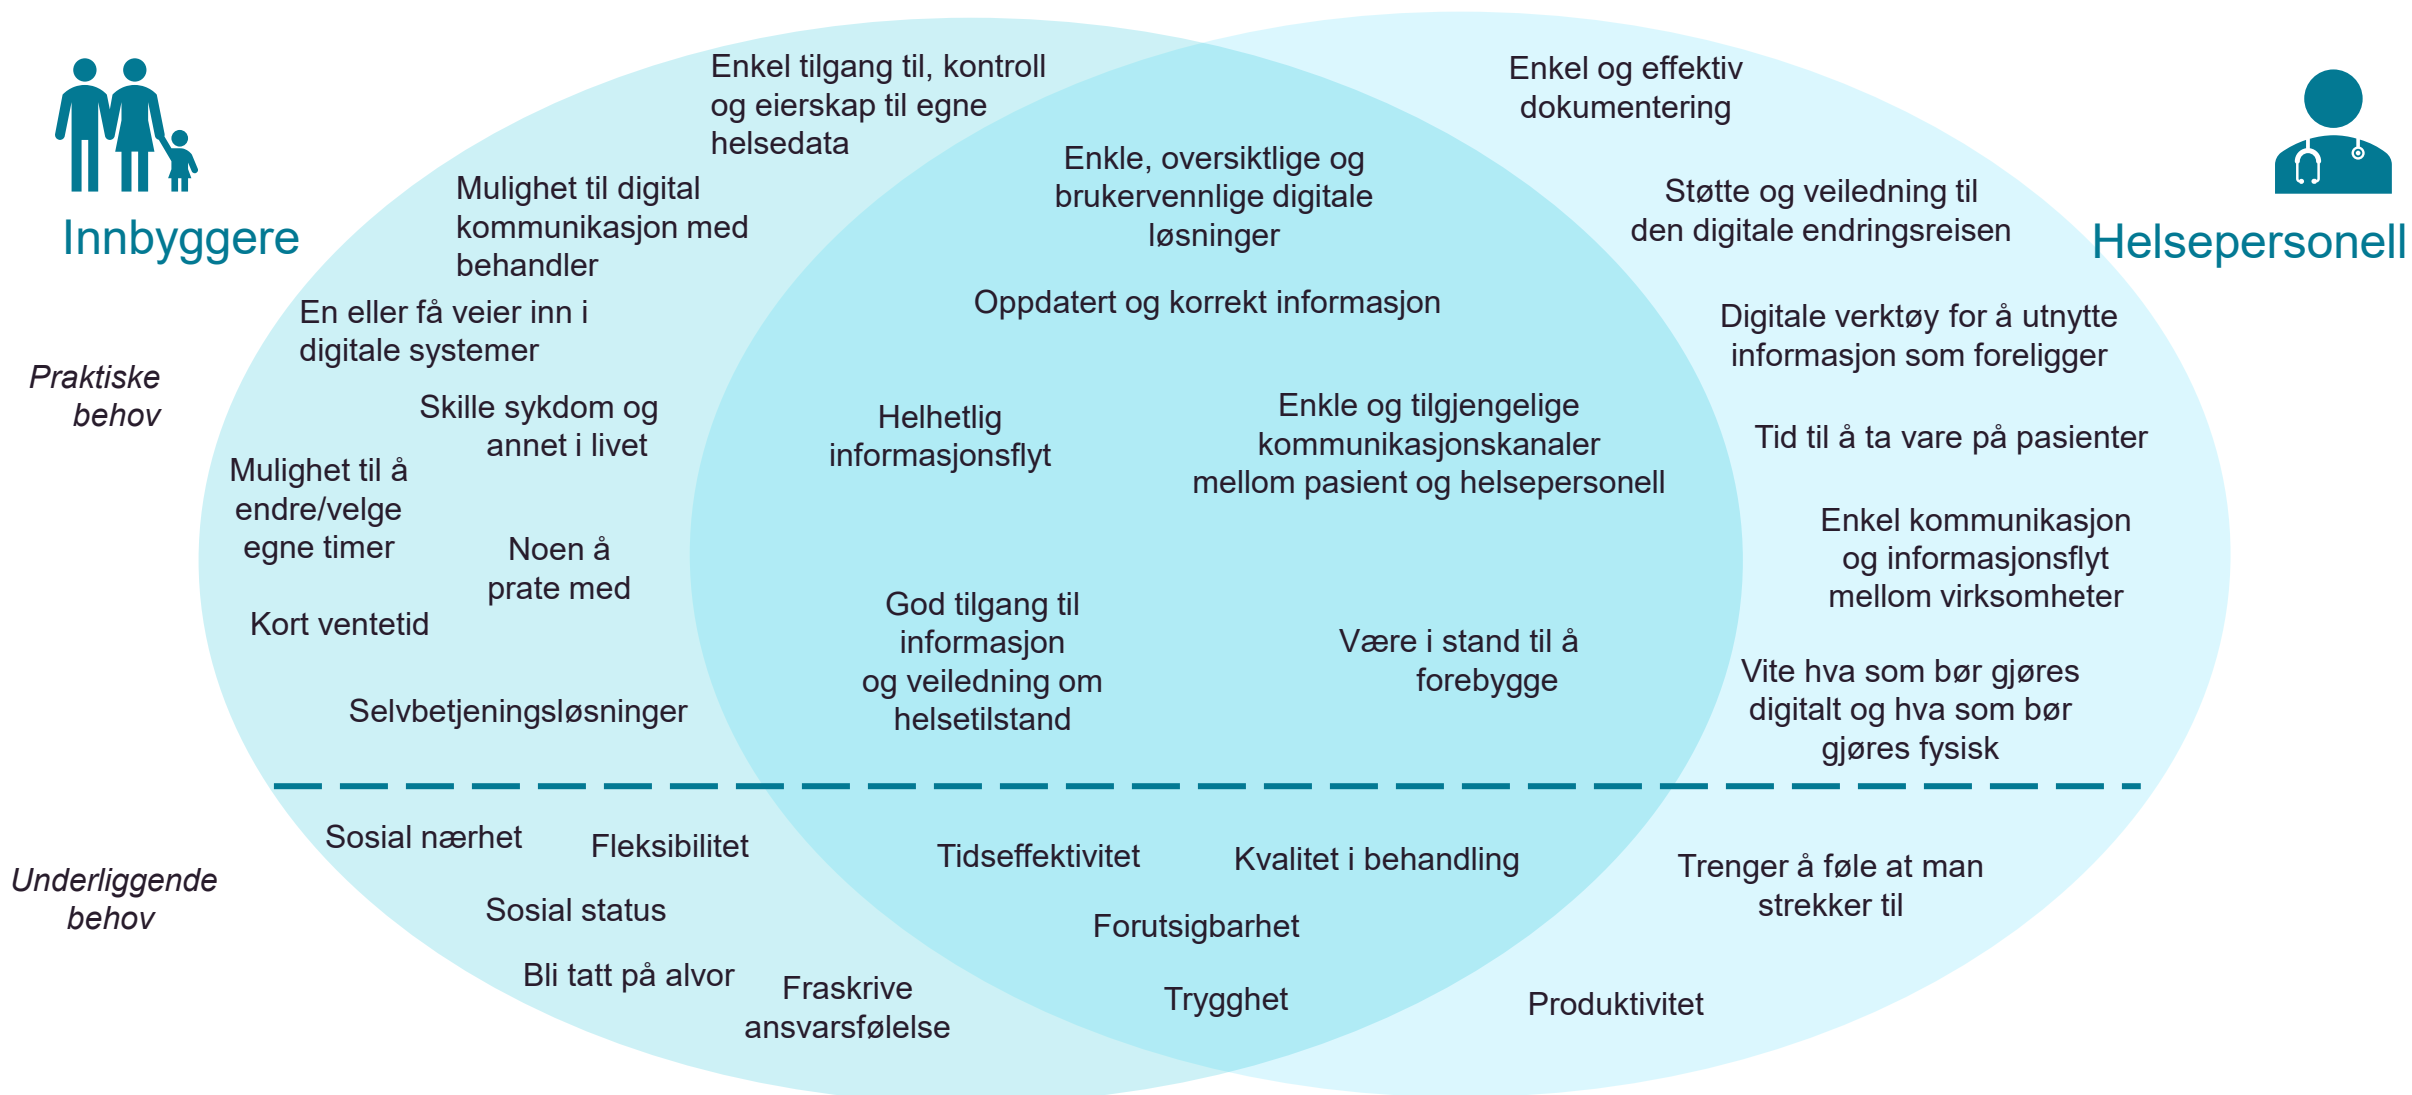 Innbyggere
Helsepersonell
Praktiske
behov
Underliggende
behov
Enkel tilgang til, kontroll
og eierskap til egne
helsedata
Mulighet til digital
kommunikasjon med
behandler
En eller få veier inn i
digitale systemer
Skille sykdom og
annet i livet
Mulighet til å
endre/velge
egne timer
Noen å
prate med
Kort ventetid
Selvbetjeningsløsninger
Enkle, oversiktlige og
brukervennlige digitale
løsninger
Oppdatert og korrekt informasjon
Helhetlig
informasjonsflyt
Enkle og tilgjengelige
kommunikasjonskanaler
mellom pasient og helsepersonell
God tilgang til
informasjon
og veiledning om
helsetilstand
Være i stand til å
forebygge
Enkel og effektiv
dokumentering
Støtte og veiledning til
den digitale endringsreisen
Digitale verktøy for å utnytte
informasjon som foreligger
Tid til å ta vare på pasienter
Enkel kommunikasjon
og informasjonsflyt
mellom virksomheter
Vite hva som bør gjøres
digitalt og hva som bør
gjøres fysisk
Sosial nærhet
Fleksibilitet
Sosial status
Bli tatt på alvor
Fraskrive
ansvarsfølelse
Tidseffektivitet
Kvalitet i behandling
Forutsigbarhet
Trygghet
Trenger å føle at man
strekker til
Produktivitet